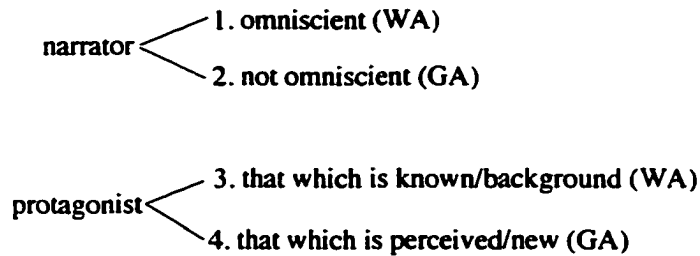 narrator
1. omniscient (WA)
2. not omniscient (GA)
protagonist
3. that which is known/background (WA)
4. that which is perceived/new (GA)